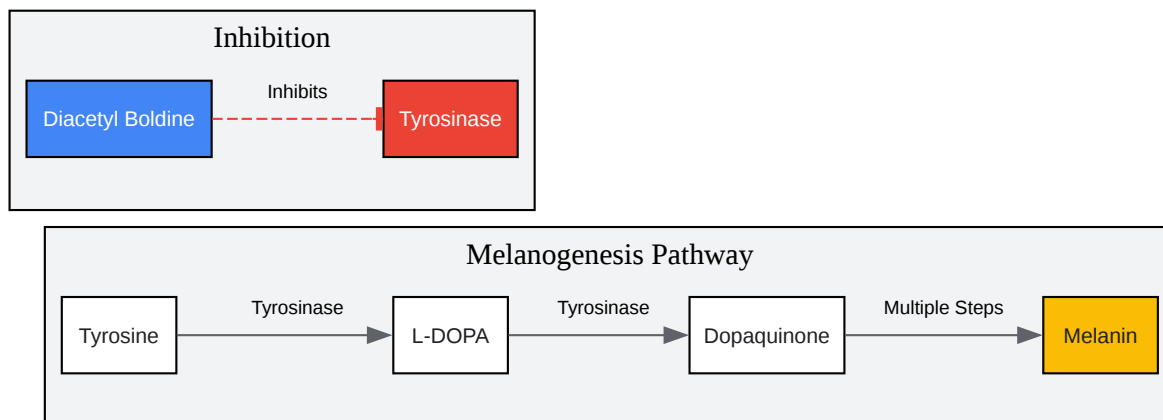 Inhibition
Inhibits
Diacetyl Boldine
Tyrosinase
Melanogenesis Pathway
Tyrosinase
Tyrosinase
Multiple Steps
Tyrosine
L-DOPA
Dopaquinone
Melanin